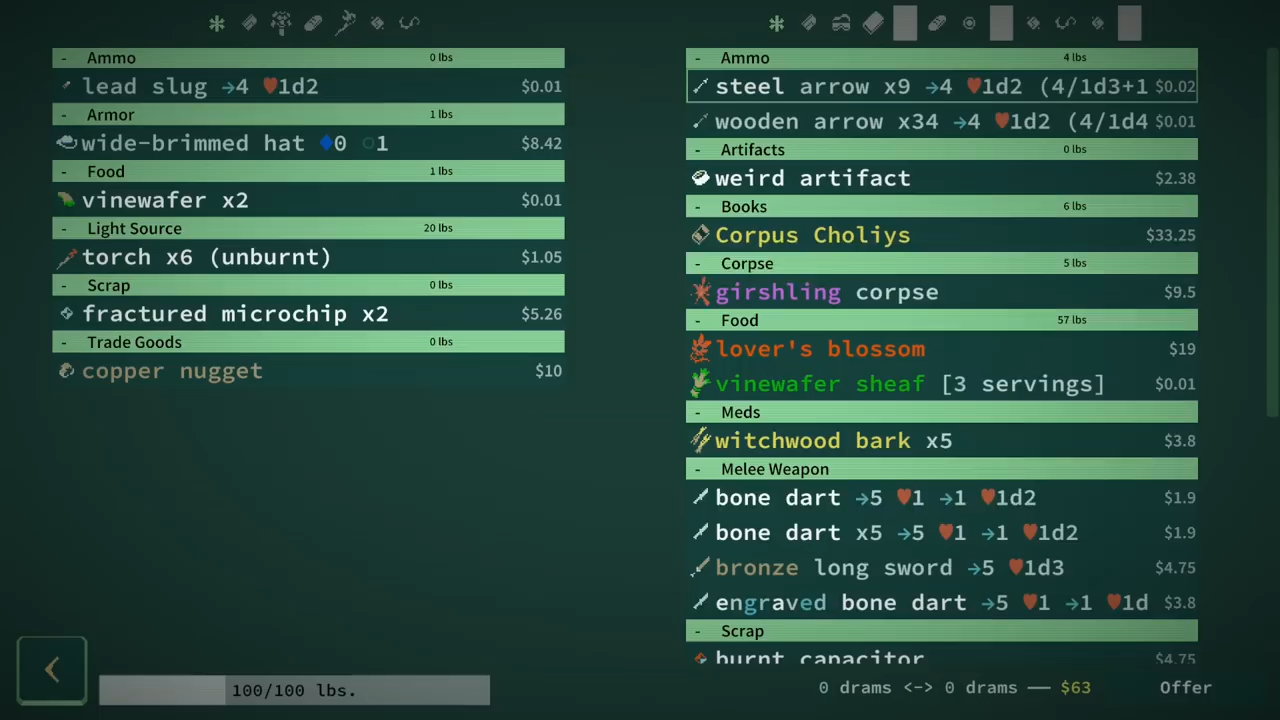 - Ammo 0 lbs
lead slug →4 ♥1d2 $0.01
- Armor 1 lbs
wide-brimmed hat ◆0 ○1 $8.42
- Food 1 lbs
vinewafer x2 $0.01
- Light Source 20 lbs
torch x6 (unburnt) $1.05
- Scrap 0 lbs
fractured microchip x2 $5.26
- Trade Goods 0 lbs
copper nugget $10
- Ammo 4 lbs
steel arrow x9 →4 ♥1d2 (4/1d3+1 $0.02
wooden arrow x34 →4 ♥1d2 (4/1d4 $0.01
- Artifacts 0 lbs
weird artifact $2.38
- Books 6 lbs
Corpus Choliys $33.25
- Corpse 5 lbs
girshling corpse $9.5
- Food 57 lbs
lover's blossom $19
vinewafer sheaf [3 servings] $0.01
- Meds
witchwood bark x5 $3.8
- Melee Weapon
bone dart →5 ♥1 →1 ♥1d2 $1.9
bone dart x5 →5 ♥1 →1 ♥1d2 $1.9
bronze long sword →5 ♥1d3 $4.75
engraved bone dart →5 ♥1 →1 ♥1d $3.8
- Scrap
burnt capacitor $4.75
100/100 lbs.
0 drams <-> 0 drams — $63 Offer